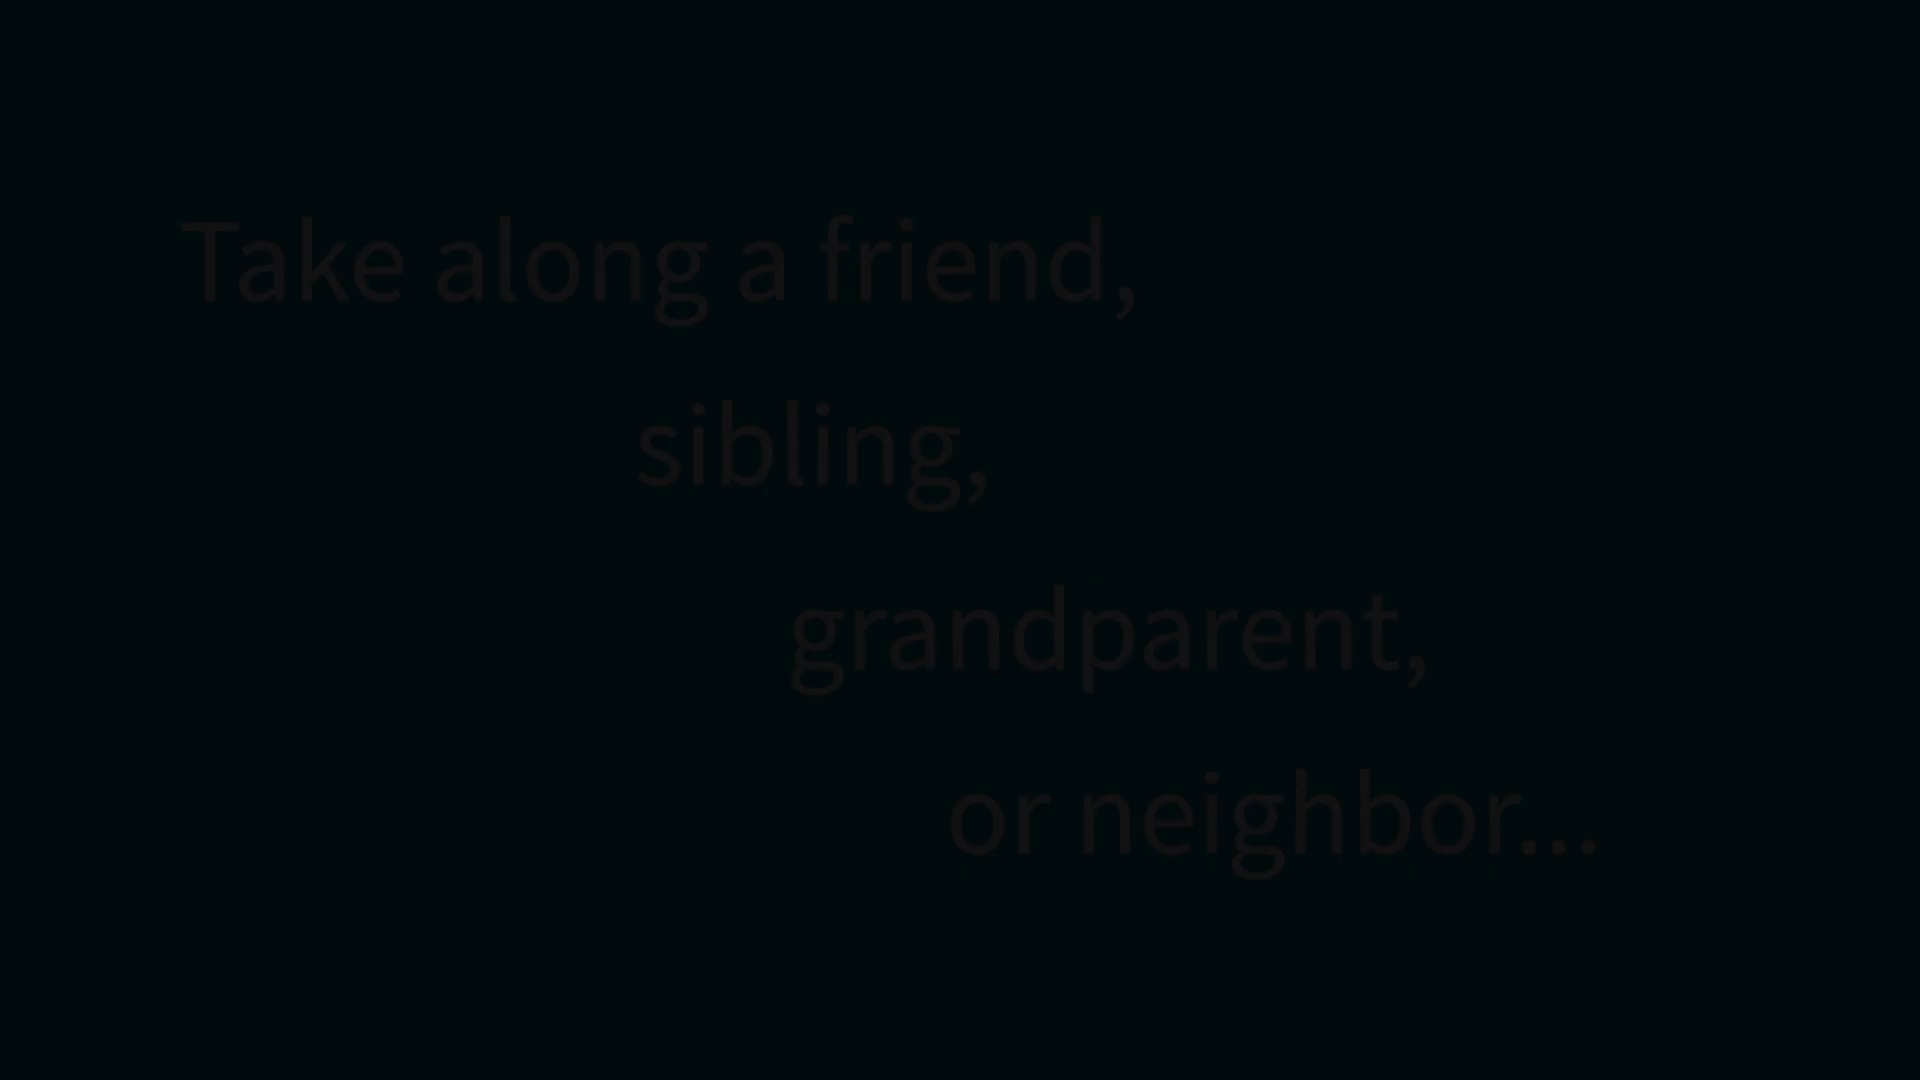 Take along a friend,
sibling,
grandparent,
or neighbor...